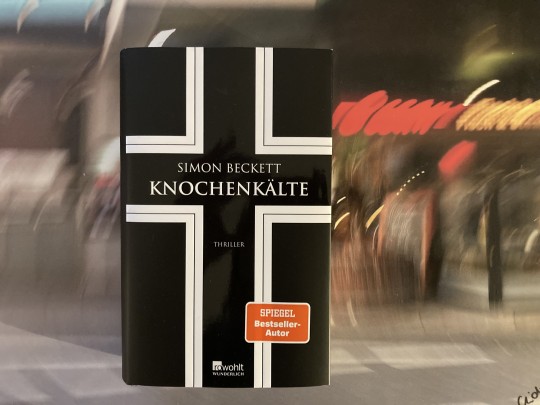 SIMON BECKETT
KNOCHENKÄLTE
THRILLER
SPIEGEL
Bestseller-
Autor
rowohlt
WUNDERLICH